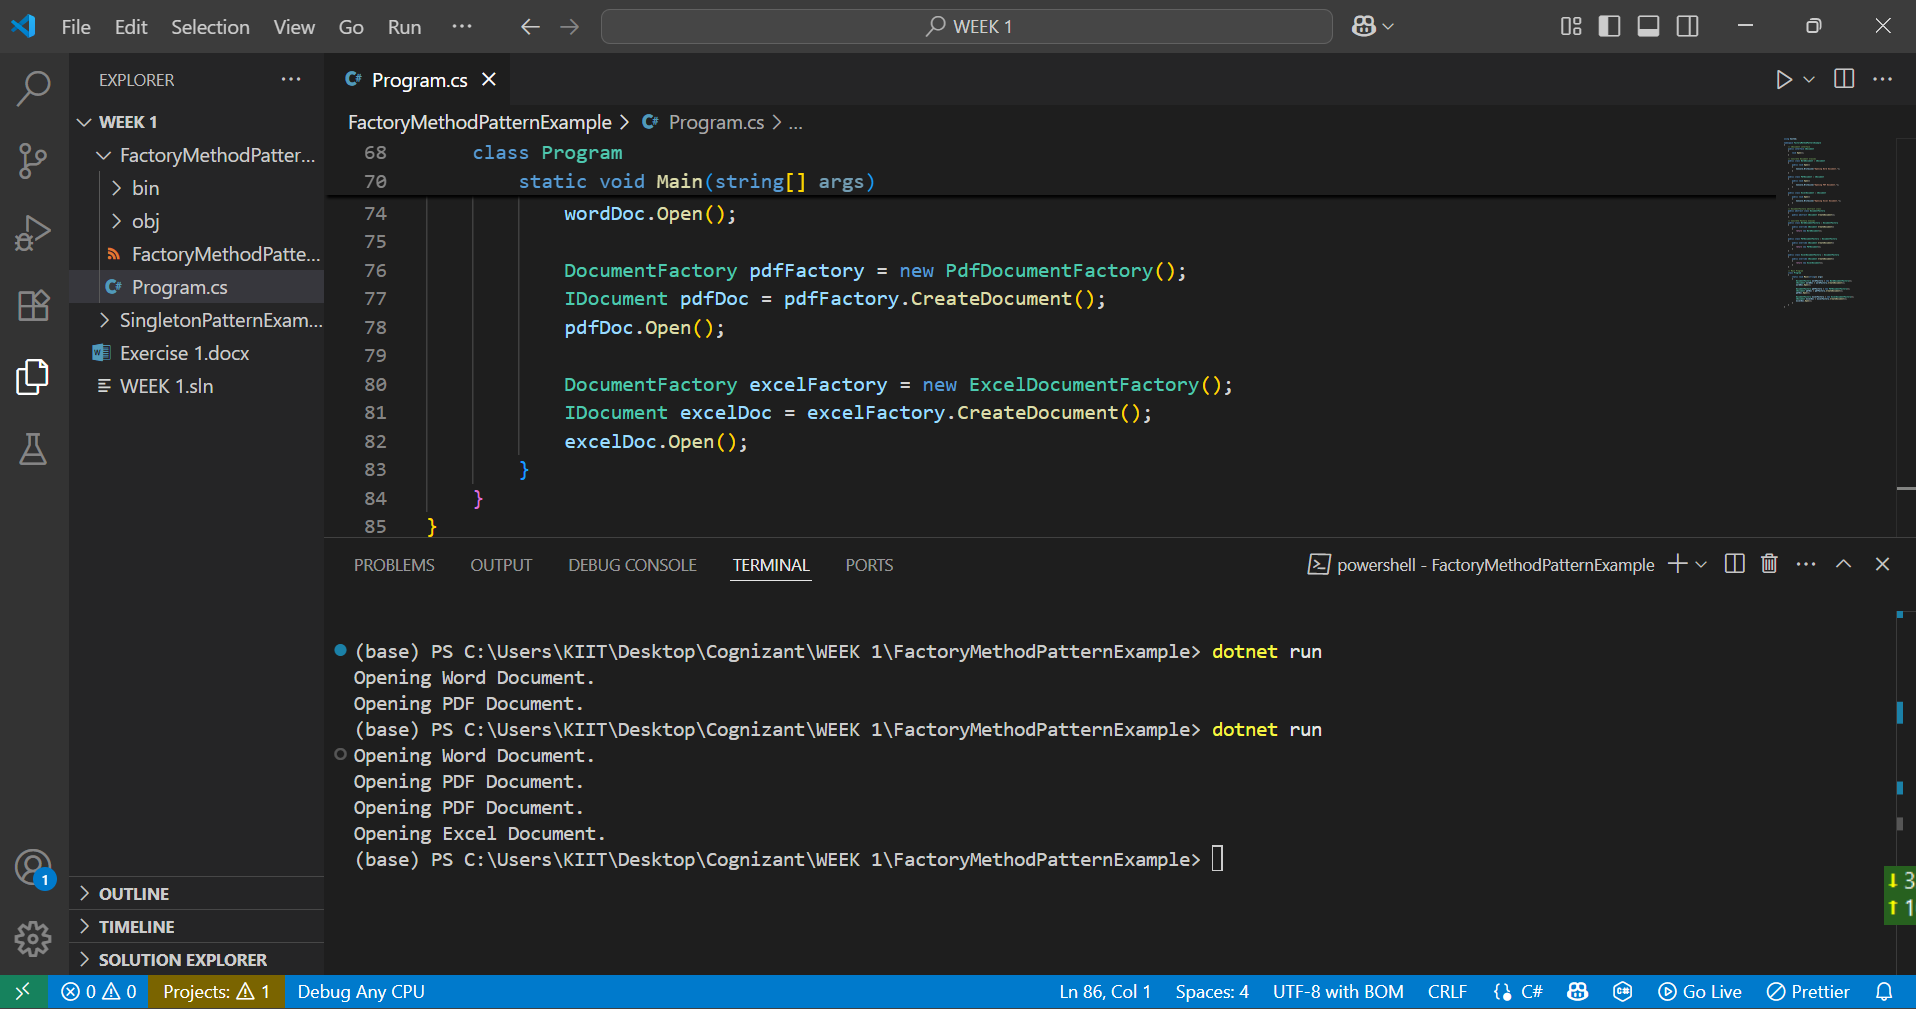 File Edit Selection View Go Run ··· WEEK 1
EXPLORER ···
WEEK 1
FactoryMethodPatter...
bin
obj
FactoryMethodPatte...
Program.cs
SingletonPatternExam...
Exercise 1.docx
WEEK 1.sln
OUTLINE
TIMELINE
SOLUTION EXPLORER
1
Program.cs
FactoryMethodPatternExample > Program.cs > ...
68 class Program
70 static void Main(string[] args)
74 wordDoc.Open();
75
76 DocumentFactory pdfFactory = new PdfDocumentFactory();
77 IDocument pdfDoc = pdfFactory.CreateDocument();
78 pdfDoc.Open();
79
80 DocumentFactory excelFactory = new ExcelDocumentFactory();
81 IDocument excelDoc = excelFactory.CreateDocument();
82 excelDoc.Open();
83 }
84 }
85 }
PROBLEMS OUTPUT DEBUG CONSOLE TERMINAL PORTS powershell - FactoryMethodPatternExample
(base) PS C:\Users\KIIT\Desktop\Cognizant\WEEK 1\FactoryMethodPatternExample> dotnet run
Opening Word Document.
Opening PDF Document.
(base) PS C:\Users\KIIT\Desktop\Cognizant\WEEK 1\FactoryMethodPatternExample> dotnet run
Opening Word Document.
Opening PDF Document.
Opening PDF Document.
Opening Excel Document.
(base) PS C:\Users\KIIT\Desktop\Cognizant\WEEK 1\FactoryMethodPatternExample>
3
1
0 0 Projects: 1 Debug Any CPU Ln 86, Col 1 Spaces: 4 UTF-8 with BOM CRLF C# Go Live Prettier